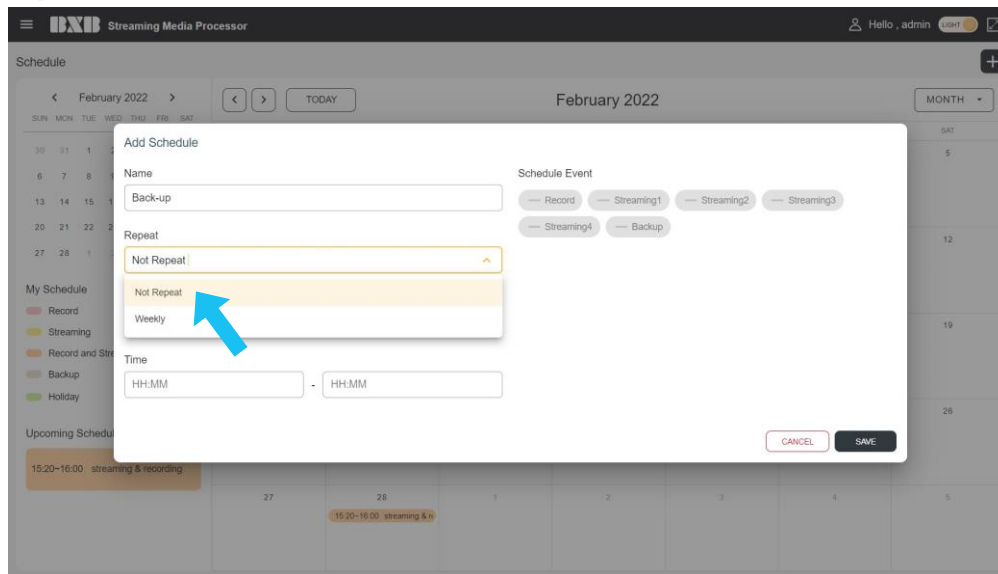 BXB Streaming Media Processor
Hello , admin
LIGHT
Schedule
February 2022
TODAY
February 2022
MONTH
SUN MON TUE WED THU FRI SAT
SAT
30 31 1
5
6 7 8
13 14 15
20 21 22
12
27 28 1
Add Schedule
Name
Back-up
Repeat
Not Repeat
Not Repeat
Weekly
Time
HH:MM - HH:MM
Schedule Event
Record Streaming1 Streaming2 Streaming3
Streaming4 Backup
CANCEL SAVE
My Schedule
Record
Streaming
19
Record and Stre
Backup
Holiday
26
Upcoming Schedul
15:20~16:00 streaming & recording
27 28 1 2 3 4 5
15:20~16:00 streaming & r